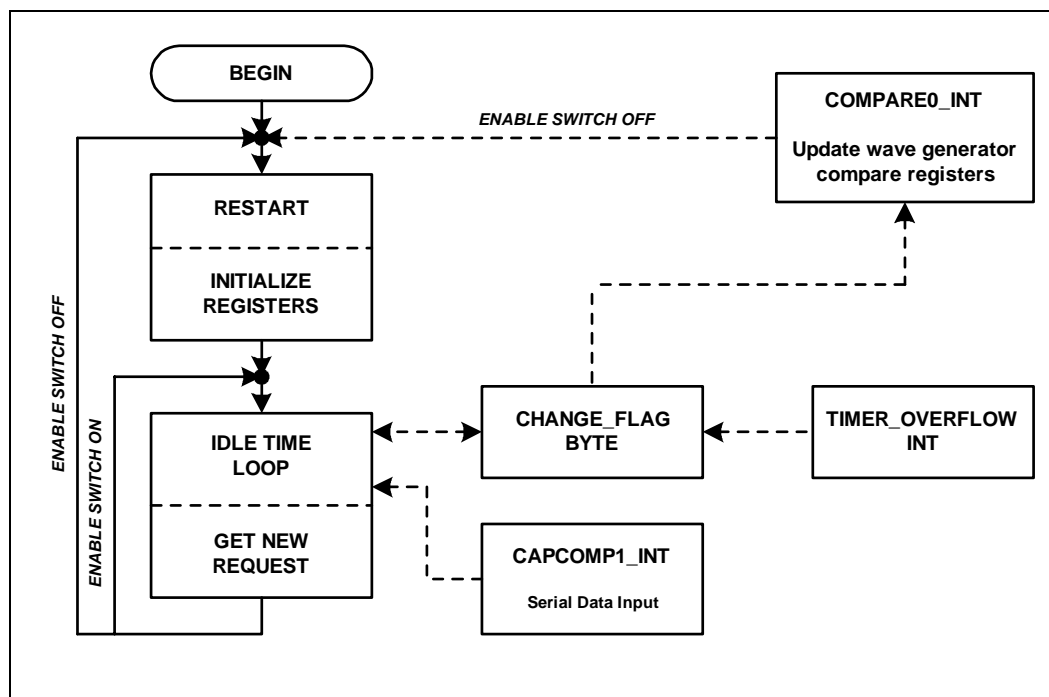 BEGIN
COMPARE0_INT
Update wave generator
compare registers
ENABLE SWITCH OFF
RESTART
INITIALIZE
REGISTERS
ENABLE SWITCH OFF
ENABLE SWITCH ON
IDLE TIME
LOOP
GET NEW
REQUEST
CHANGE_FLAG
BYTE
TIMER_OVERFLOW
INT
CAPCOMP1_INT
Serial Data Input